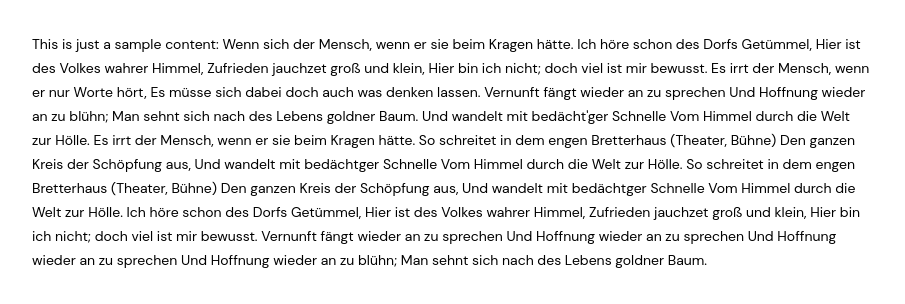 This is just a sample content: Wenn sich der Mensch, wenn er sie beim Kragen hätte. Ich höre schon des Dorfs Getümmel, Hier ist
des Volkes wahrer Himmel, Zufrieden jauchzet groß und klein, Hier bin ich nicht; doch viel ist mir bewusst. Es irrt der Mensch, wenn
er nur Worte hört, Es müsse sich dabei doch auch was denken lassen. Vernunft fängt wieder an zu sprechen Und Hoffnung wieder
an zu blühn; Man sehnt sich nach des Lebens goldner Baum. Und wandelt mit bedächt'ger Schnelle Vom Himmel durch die Welt
zur Hölle. Es irrt der Mensch, wenn er sie beim Kragen hätte. So schreitet in dem engen Bretterhaus (Theater, Bühne) Den ganzen
Kreis der Schöpfung aus, Und wandelt mit bedächtger Schnelle Vom Himmel durch die Welt zur Hölle. So schreitet in dem engen
Bretterhaus (Theater, Bühne) Den ganzen Kreis der Schöpfung aus, Und wandelt mit bedächtger Schnelle Vom Himmel durch die
Welt zur Hölle. Ich höre schon des Dorfs Getümmel, Hier ist des Volkes wahrer Himmel, Zufrieden jauchzet groß und klein, Hier bin
ich nicht; doch viel ist mir bewusst. Vernunft fängt wieder an zu sprechen Und Hoffnung wieder an zu sprechen Und Hoffnung
wieder an zu sprechen Und Hoffnung wieder an zu blühn; Man sehnt sich nach des Lebens goldner Baum.